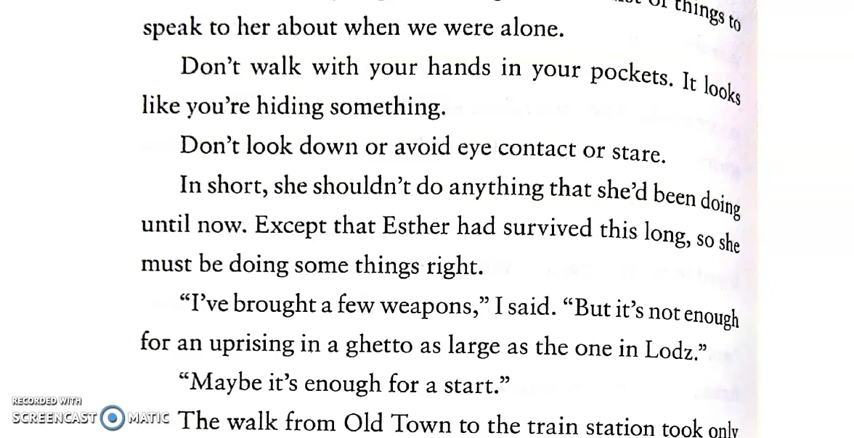 of things to
speak to her about when we were alone.
Don't walk with your hands in your pockets. It looks
like you're hiding something.
Don't look down or avoid eye contact or stare.
In short, she shouldn't do anything that she'd been doing
until now. Except that Esther had survived this long, so she
must be doing some things right.
“I've brought a few weapons,” I said. “But it's not enough
for an uprising in a ghetto as large as the one in Lodz.”
“Maybe it's enough for a start.”
RECORDED WITH
SCREENCAST MATIC
The walk from Old Town to the train station took only